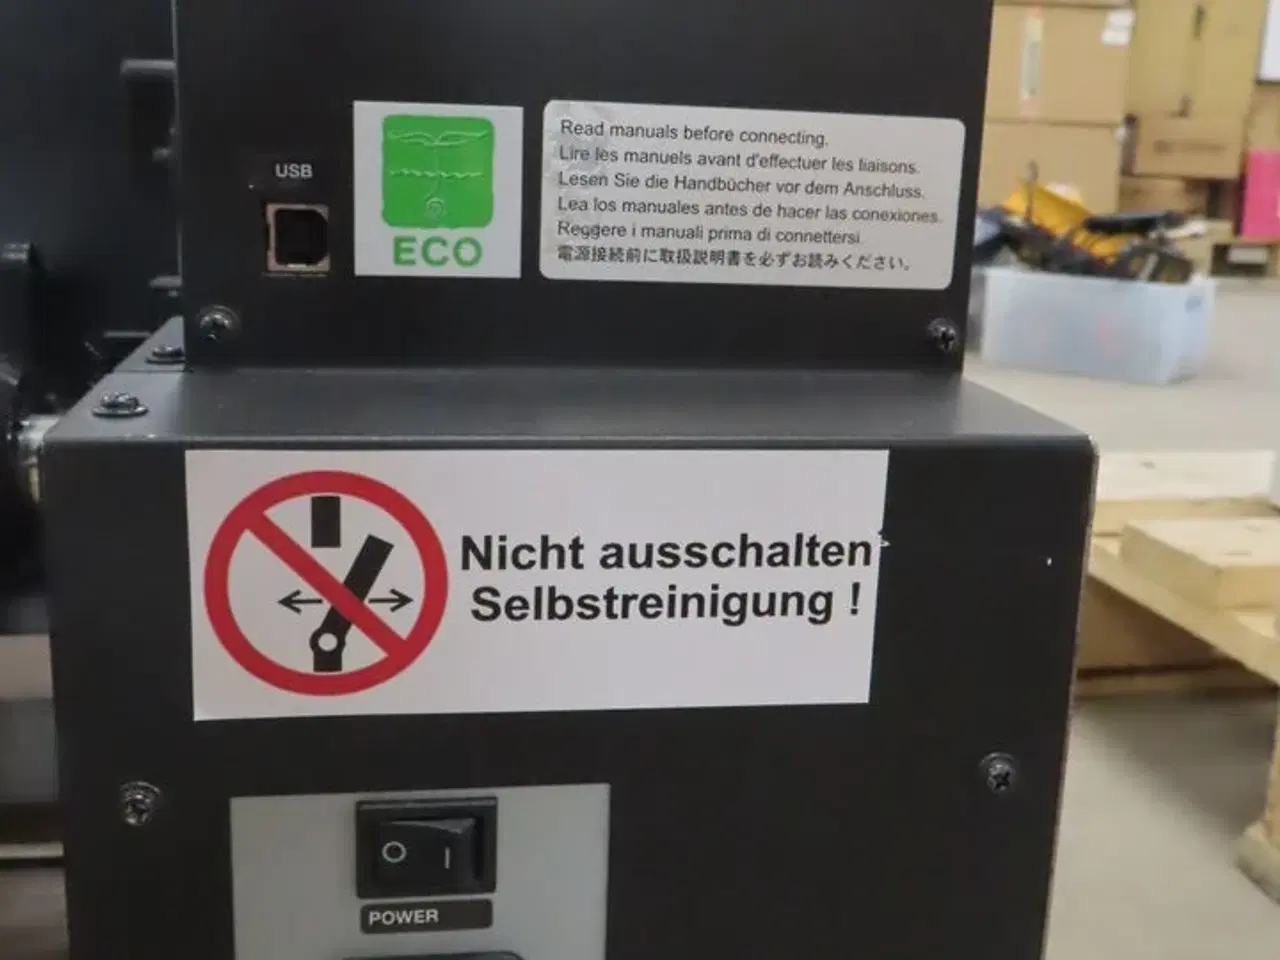 USB
ECO
Read manuals before connecting.
Lire les manuels avant d'effectuer les liaisons.
Lesen Sie die Handbücher vor dem Anschluss.
Lea los manuales antes de hacer las conexiones.
Reggere i manuali prima di connettersi
電源接続前に取扱説明書を必ずお読みください。
Nicht ausschalten
Selbstreinigung !
POWER